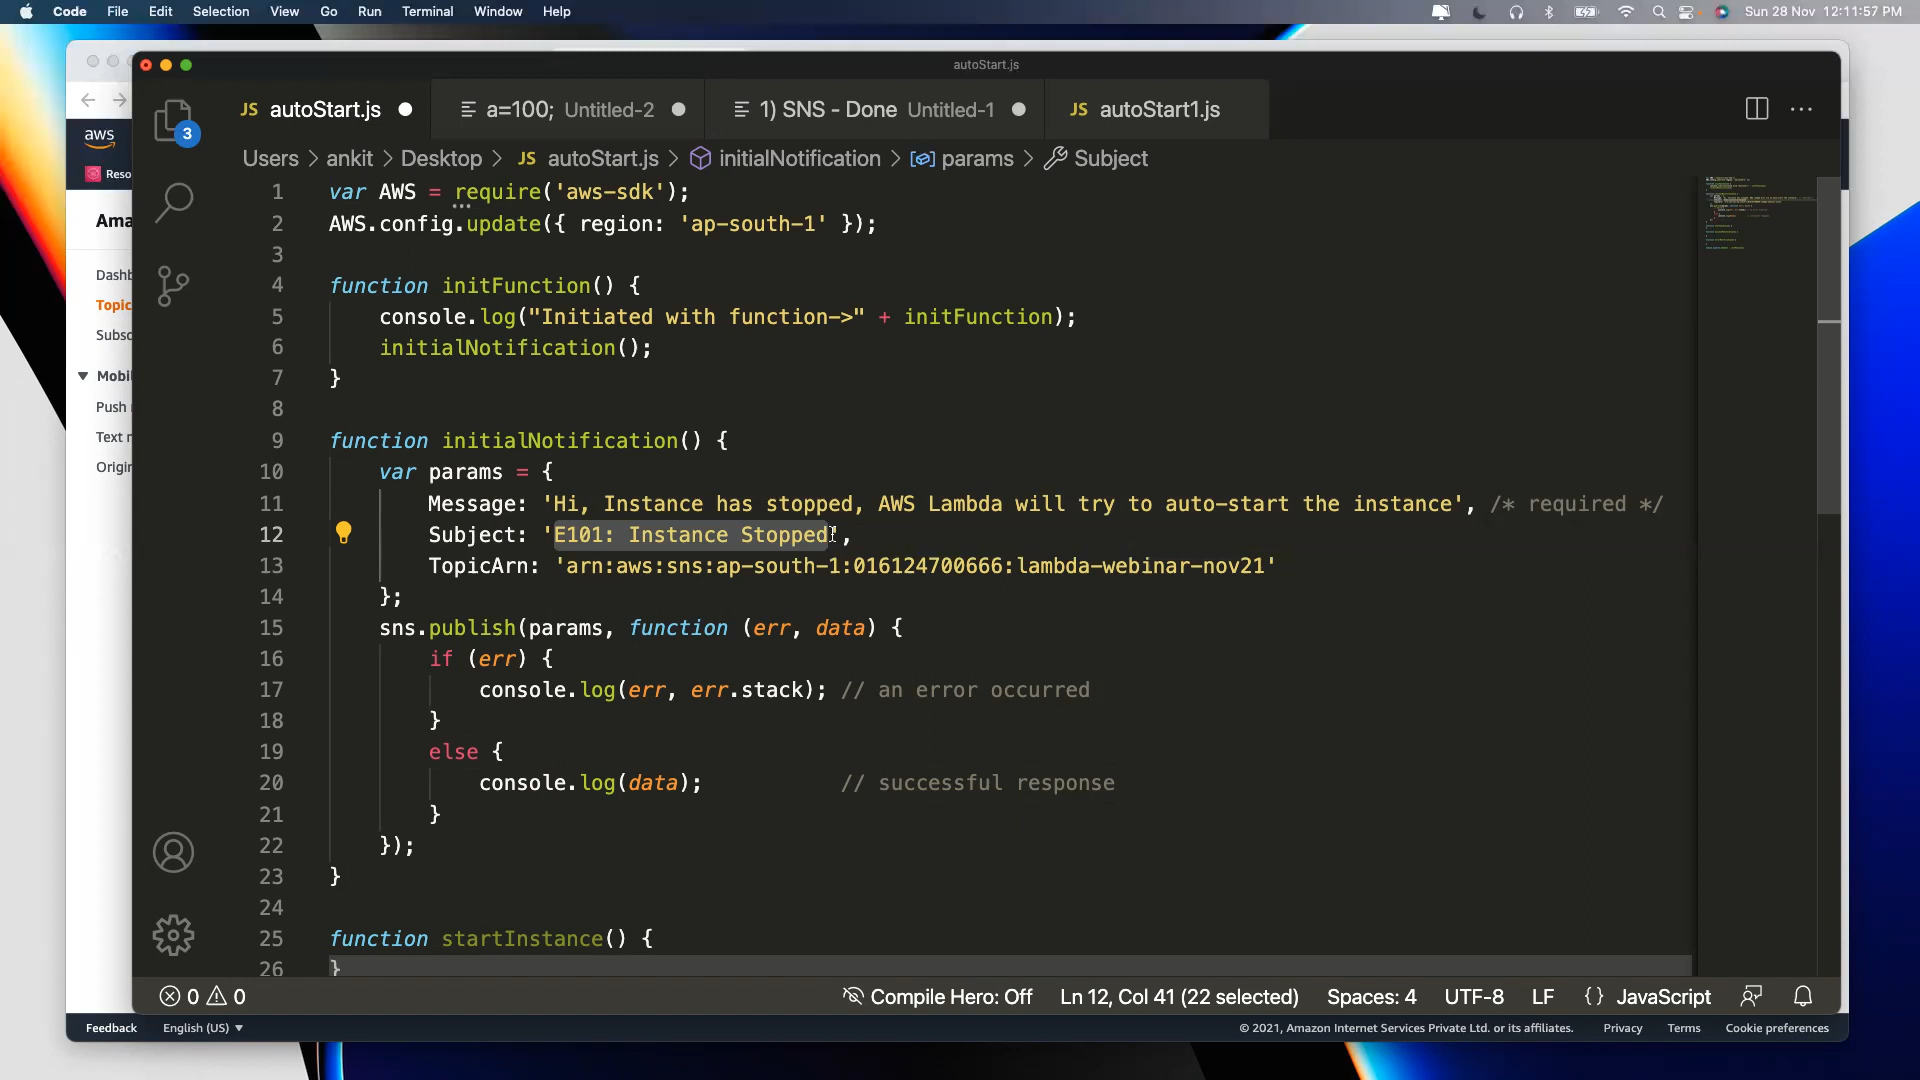 Code File Edit Selection View Go Run Terminal Window Help Sun 28 Nov 12:11:57 PM
autoStart.js
JS autoStart.js a=100; Untitled-2 1) SNS - Done Untitled-1 JS autoStart1.js
3
Users > ankit > Desktop > JS autoStart.js > initialNotification > params > Subject
1 var AWS = require('aws-sdk');
2 AWS.config.update({ region: 'ap-south-1' });
3
4 function initFunction() {
5 console.log("Initiated with function->" + initFunction);
6 initialNotification();
7 }
8
9 function initialNotification() {
10 var params = {
11 Message: 'Hi, Instance has stopped, AWS Lambda will try to auto-start the instance', /* required */
12 Subject: 'E101: Instance Stopped',
13 TopicArn: 'arn:aws:sns:ap-south-1:016124700666:lambda-webinar-nov21'
14 };
15 sns.publish(params, function (err, data) {
16 if (err) {
17 console.log(err, err.stack); // an error occurred
18 }
19 else {
20 console.log(data); // successful response
21 }
22 });
23 }
24
25 function startInstance() {
26 }
0 0 Compile Hero: Off Ln 12, Col 41 (22 selected) Spaces: 4 UTF-8 LF {} JavaScript
aws
Reso
Ama
Dashb
Topic
Subsc
Mobil
Push
Text
Origin
Feedback English (US) © 2021, Amazon Internet Services Private Ltd. or its affiliates. Privacy Terms Cookie preferences